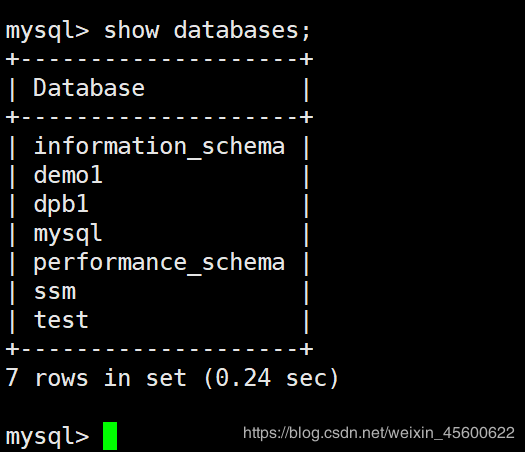 mysql> show databases;
+--------------------+
| Database           |
+--------------------+
| information_schema |
| demo1              |
| dpb1               |
| mysql              |
| performance_schema |
| ssm                |
| test               |
+--------------------+
7 rows in set (0.24 sec)
mysql>
https://blog.csdn.net/weixin_45600622